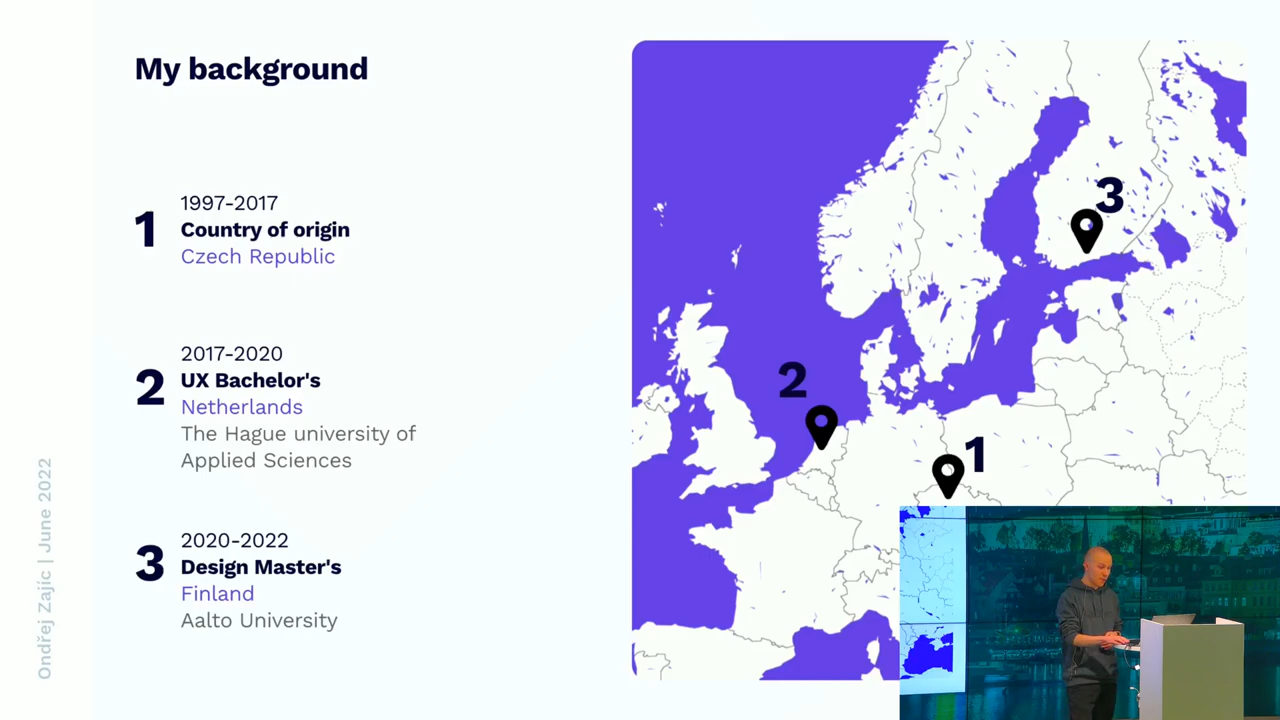 My background
1
1997-2017
Country of origin
Czech Republic
2
2017-2020
UX Bachelor's
Netherlands
The Hague university of
Applied Sciences
3
2020-2022
Design Master's
Finland
Aalto University
Ondřej Zajíc | June 2022
3
2
1